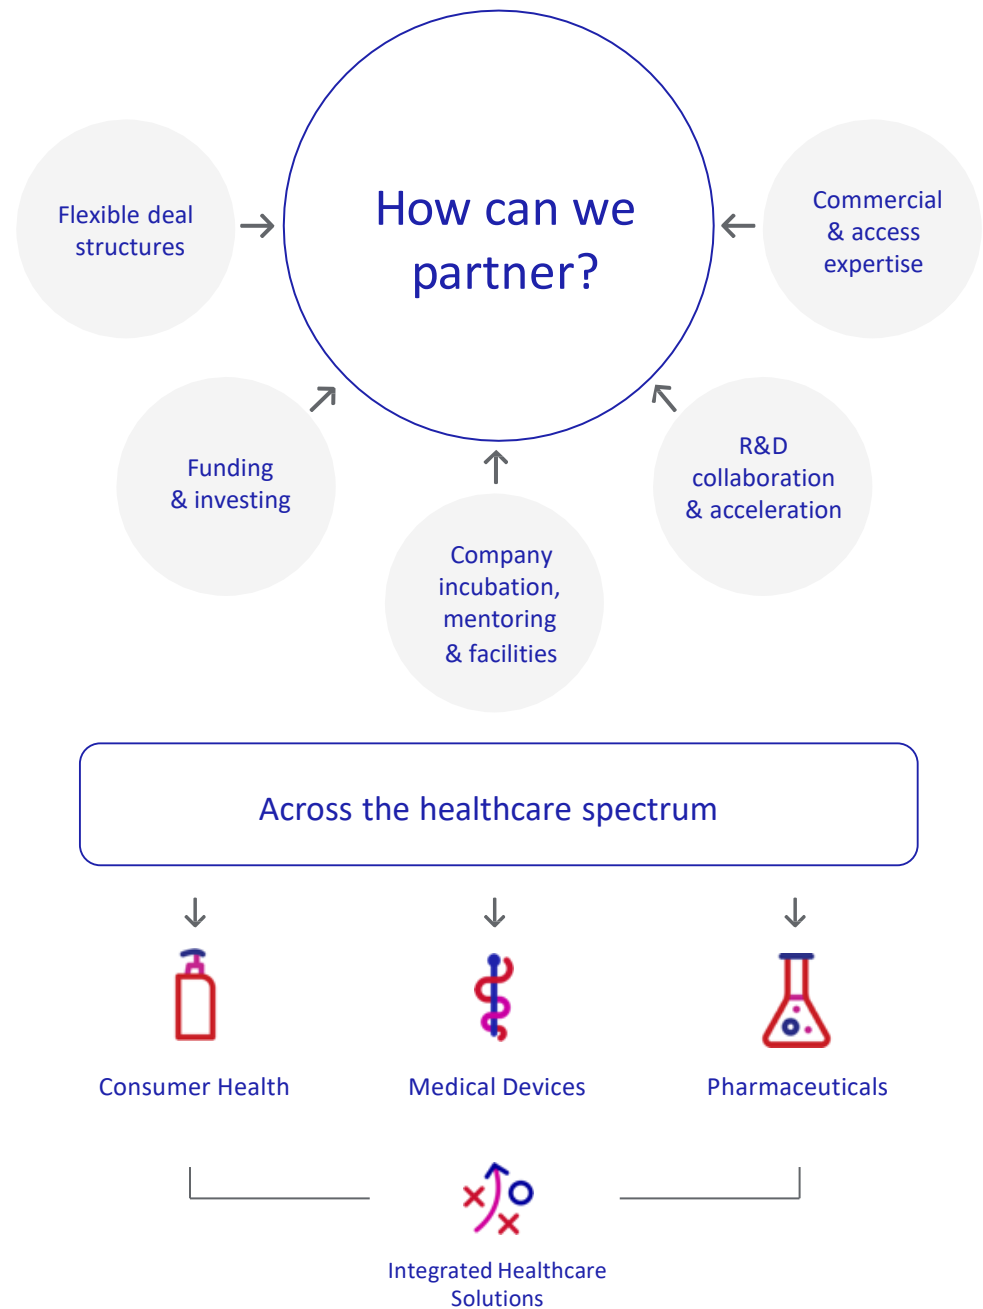 How can we
partner?
Flexible deal
structures
Commercial
& access
expertise
Funding
& investing
R&D
collaboration
& acceleration
Company
incubation,
mentoring
& facilities
Across the healthcare spectrum
Consumer Health
Medical Devices
Pharmaceuticals
Integrated Healthcare
Solutions